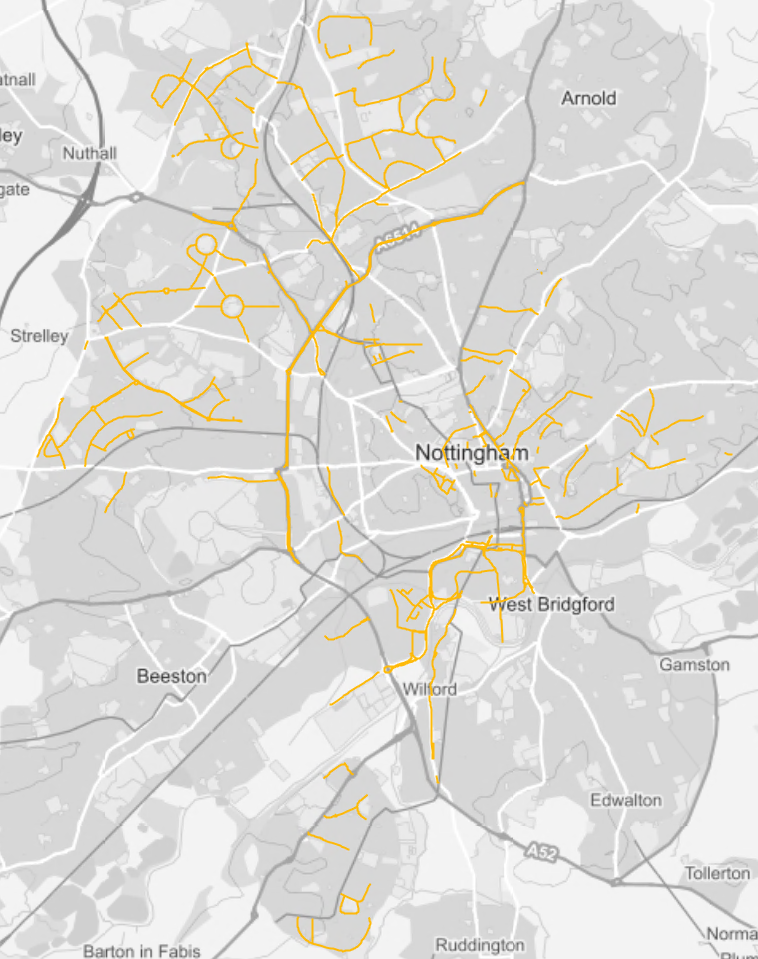 Arnold
Nuthall
A6514
Strelley
Nottingham
West Bridgford
Gamston
Beeston
Wilford
Edwalton
A52
Tollerton
Ruddington
Barton in Fabis